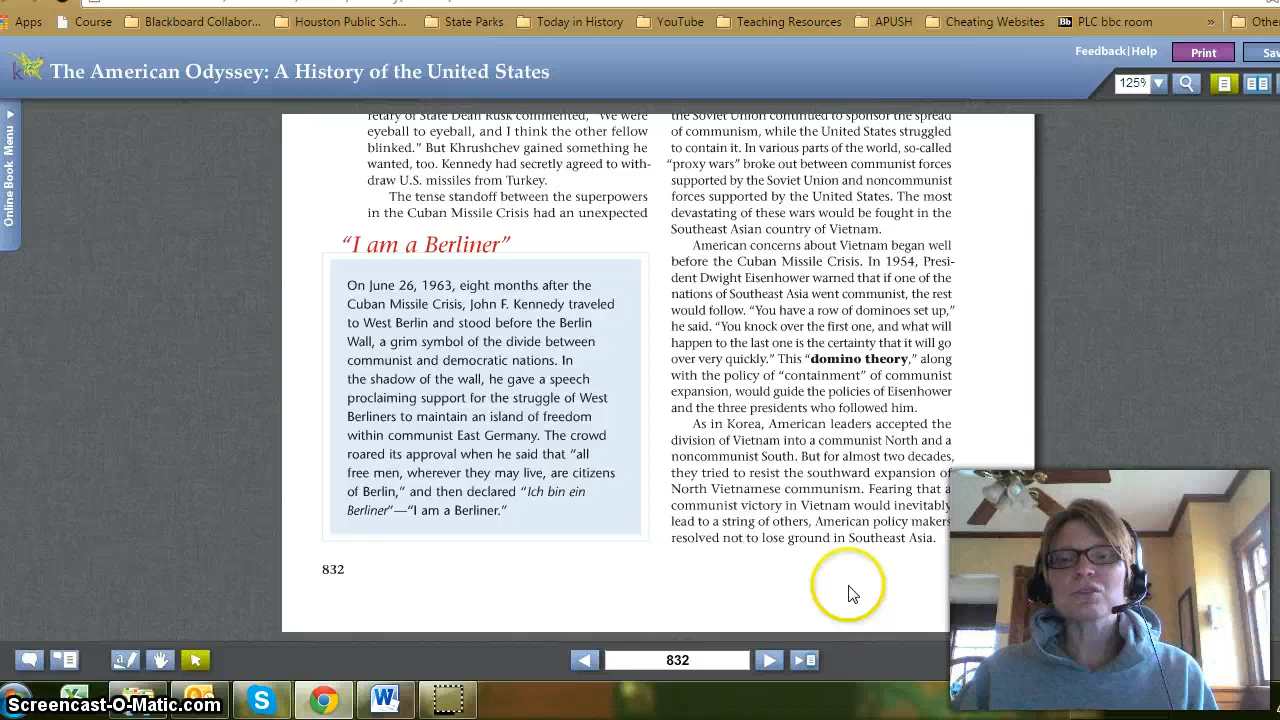 Apps Course Blackboard Collabor... Houston Public Sch... State Parks Today in History YouTube Teaching Resources APUSH Cheating Websites Bb PLC bbc room » Other
Feedback|Help Print Sav
The American Odyssey: A History of the United States
125%
Online Book Menu
retary of State Dean Rusk commented, “We were
eyeball to eyeball, and I think the other fellow
blinked.” But Khrushchev gained something he
wanted, too. Kennedy had secretly agreed to with-
draw U.S. missiles from Turkey.
The tense standoff between the superpowers
in the Cuban Missile Crisis had an unexpected
“I am a Berliner”
On June 26, 1963, eight months after the
Cuban Missile Crisis, John F. Kennedy traveled
to West Berlin and stood before the Berlin
Wall, a grim symbol of the divide between
communist and democratic nations. In
the shadow of the wall, he gave a speech
proclaiming support for the struggle of West
Berliners to maintain an island of freedom
within communist East Germany. The crowd
roared its approval when he said that “all
free men, wherever they may live, are citizens
of Berlin,” and then declared “Ich bin ein
Berliner”—“I am a Berliner.”
832
the Soviet Union continued to sponsor the spread
of communism, while the United States struggled
to contain it. In various parts of the world, so-called
“proxy wars” broke out between communist forces
supported by the Soviet Union and noncommunist
forces supported by the United States. The most
devastating of these wars would be fought in the
Southeast Asian country of Vietnam.
American concerns about Vietnam began well
before the Cuban Missile Crisis. In 1954, Presi-
dent Dwight Eisenhower warned that if one of the
nations of Southeast Asia went communist, the rest
would follow. “You have a row of dominoes set up,”
he said. “You knock over the first one, and what will
happen to the last one is the certainty that it will go
over very quickly.” This “domino theory,” along
with the policy of “containment” of communist
expansion, would guide the policies of Eisenhower
and the three presidents who followed him.
As in Korea, American leaders accepted the
division of Vietnam into a communist North and a
noncommunist South. But for almost two decades,
they tried to resist the southward expansion of
North Vietnamese communism. Fearing that a
communist victory in Vietnam would inevitably
lead to a string of others, American policy makers
resolved not to lose ground in Southeast Asia.
832
Screencast-O-Matic.com